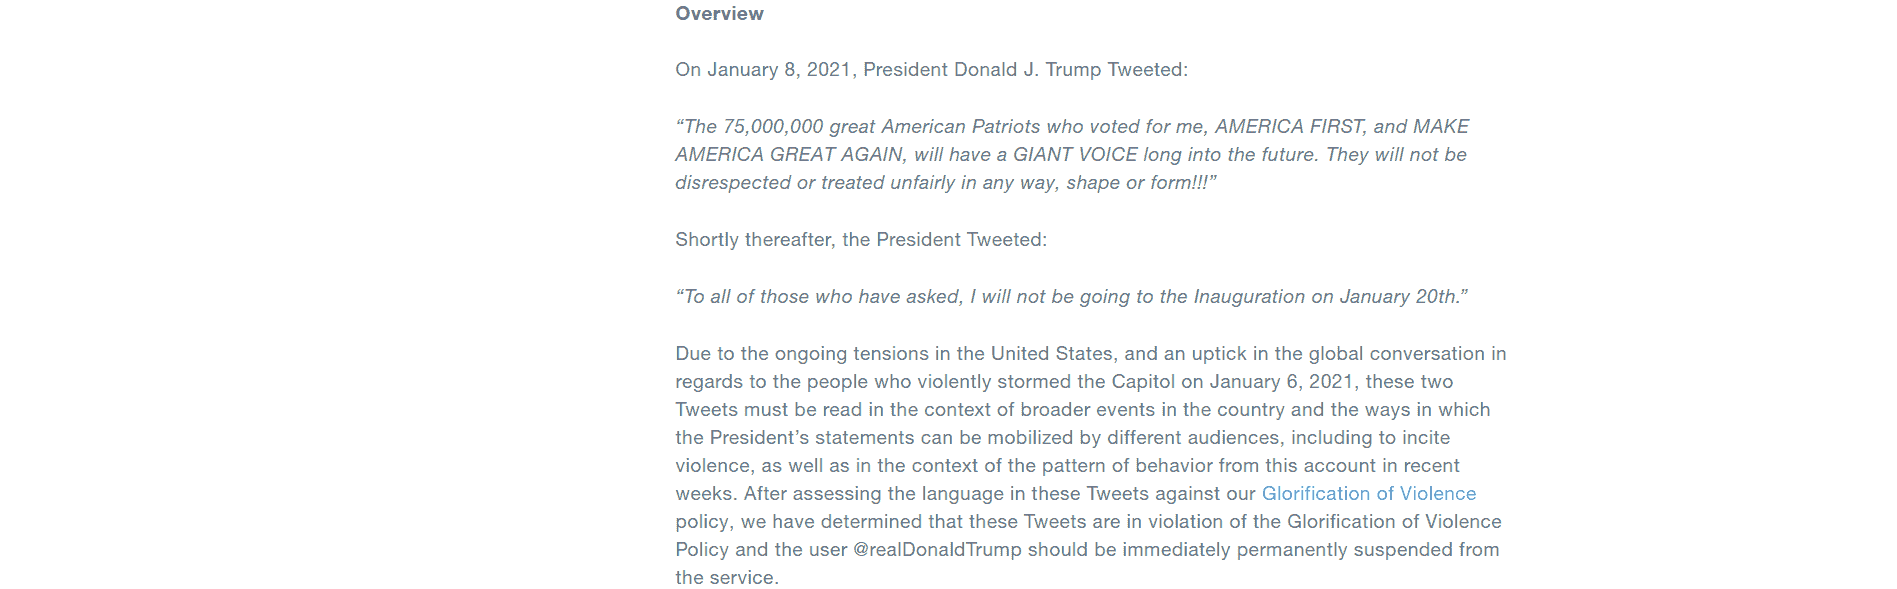 Overview
On January 8, 2021, President Donald J. Trump Tweeted:
“The 75,000,000 great American Patriots who voted for me, AMERICA FIRST, and MAKE
AMERICA GREAT AGAIN, will have a GIANT VOICE long into the future. They will not be
disrespected or treated unfairly in any way, shape or form!!!”
Shortly thereafter, the President Tweeted:
“To all of those who have asked, I will not be going to the Inauguration on January 20th.”
Due to the ongoing tensions in the United States, and an uptick in the global conversation in
regards to the people who violently stormed the Capitol on January 6, 2021, these two
Tweets must be read in the context of broader events in the country and the ways in which
the President’s statements can be mobilized by different audiences, including to incite
violence, as well as in the context of the pattern of behavior from this account in recent
weeks. After assessing the language in these Tweets against our Glorification of Violence
policy, we have determined that these Tweets are in violation of the Glorification of Violence
Policy and the user @realDonaldTrump should be immediately permanently suspended from
the service.